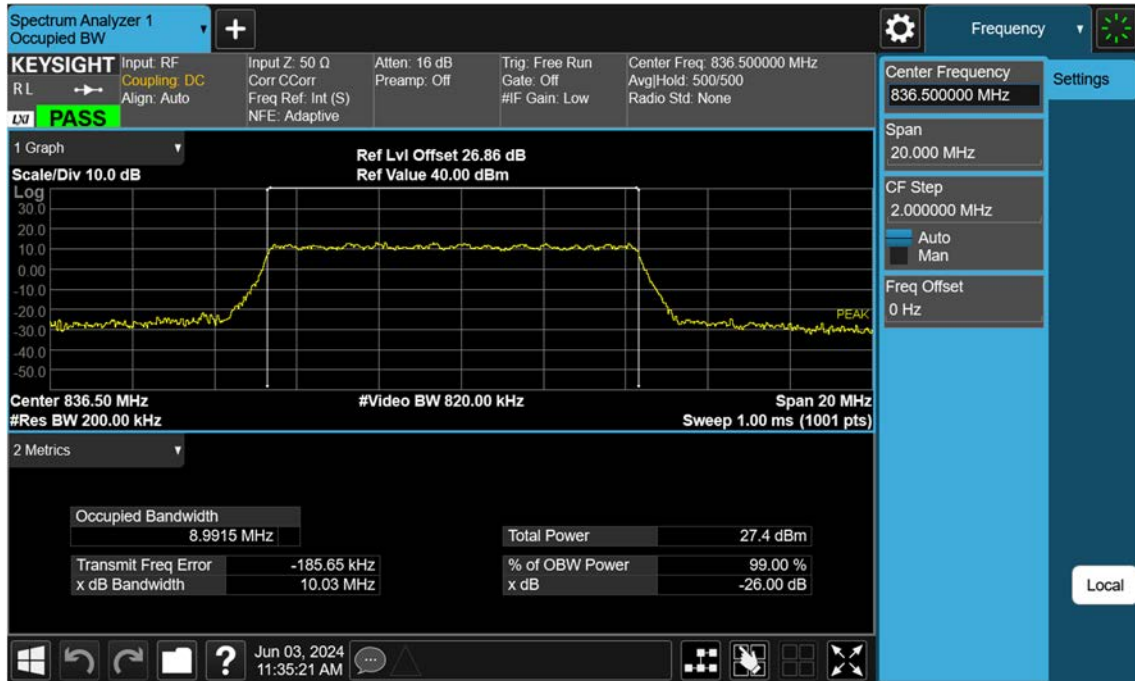 Spectrum Analyzer 1
Occupied BW
+
Frequency
KEYSIGHT
RL
LXI PASS
Input: RF
Coupling: DC
Align: Auto
Input Z: 50 Ω
Corr CCorr
Freq Ref: Int (S)
NFE: Adaptive
Atten: 16 dB
Preamp: Off
Trig: Free Run
Gate: Off
#IF Gain: Low
Center Freq: 836.500000 MHz
Avg|Hold: 500/500
Radio Std: None
Center Frequency
836.500000 MHz
Settings
Span
20.000 MHz
CF Step
2.000000 MHz
Auto
Man
Freq Offset
0 Hz
Local
1 Graph
Scale/Div 10.0 dB
Ref Lvl Offset 26.86 dB
Ref Value 40.00 dBm
Log
30.0
20.0
10.0
0.00
-10.0
-20.0
-30.0
-40.0
-50.0
PEAK
Center 836.50 MHz
#Video BW 820.00 kHz
Span 20 MHz
#Res BW 200.00 kHz
Sweep 1.00 ms (1001 pts)
2 Metrics
Occupied Bandwidth
8.9915 MHz
Total Power 27.4 dBm
Transmit Freq Error -185.65 kHz
% of OBW Power 99.00 %
x dB Bandwidth 10.03 MHz
x dB -26.00 dB
?
Jun 03, 2024
11:35:21 AM